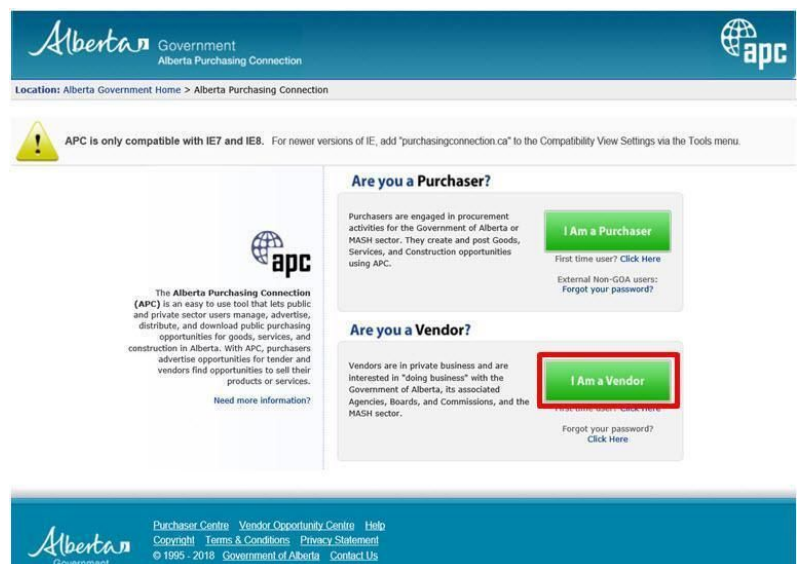 Alberta Government
Alberta Purchasing Connection
apc
Location: Alberta Government Home > Alberta Purchasing Connection
! APC is only compatible with IE7 and IE8. For newer versions of IE, add "purchasingconnection.ca" to the Compatibility View Settings via the Tools menu.
apc
The Alberta Purchasing Connection
(APC) is an easy to use tool that lets public
and private sector users manage, advertise,
distribute, and download public purchasing
opportunities for goods, services, and
construction in Alberta. With APC, purchasers
advertise opportunities for tender and
vendors find opportunities to sell their
products or services.
Need more information?
Are you a Purchaser?
Purchasers are engaged in procurement
activities for the Government of Alberta or
MASH sector. They create and post Goods,
Services, and Construction opportunities
using APC.
I Am a Purchaser
First time user? Click Here
External Non-GOA users:
Forgot your password?
Are you a Vendor?
Vendors are in private business and are
interested in "doing business" with the
Government of Alberta, its associated
Agencies, Boards, and Commissions, and the
MASH sector.
I Am a Vendor
First time user? Click Here
Forgot your password?
Click Here
Alberta
Government
Purchaser Centre Vendor Opportunity Centre Help
Copyright Terms & Conditions Privacy Statement
© 1995 - 2018 Government of Alberta Contact Us